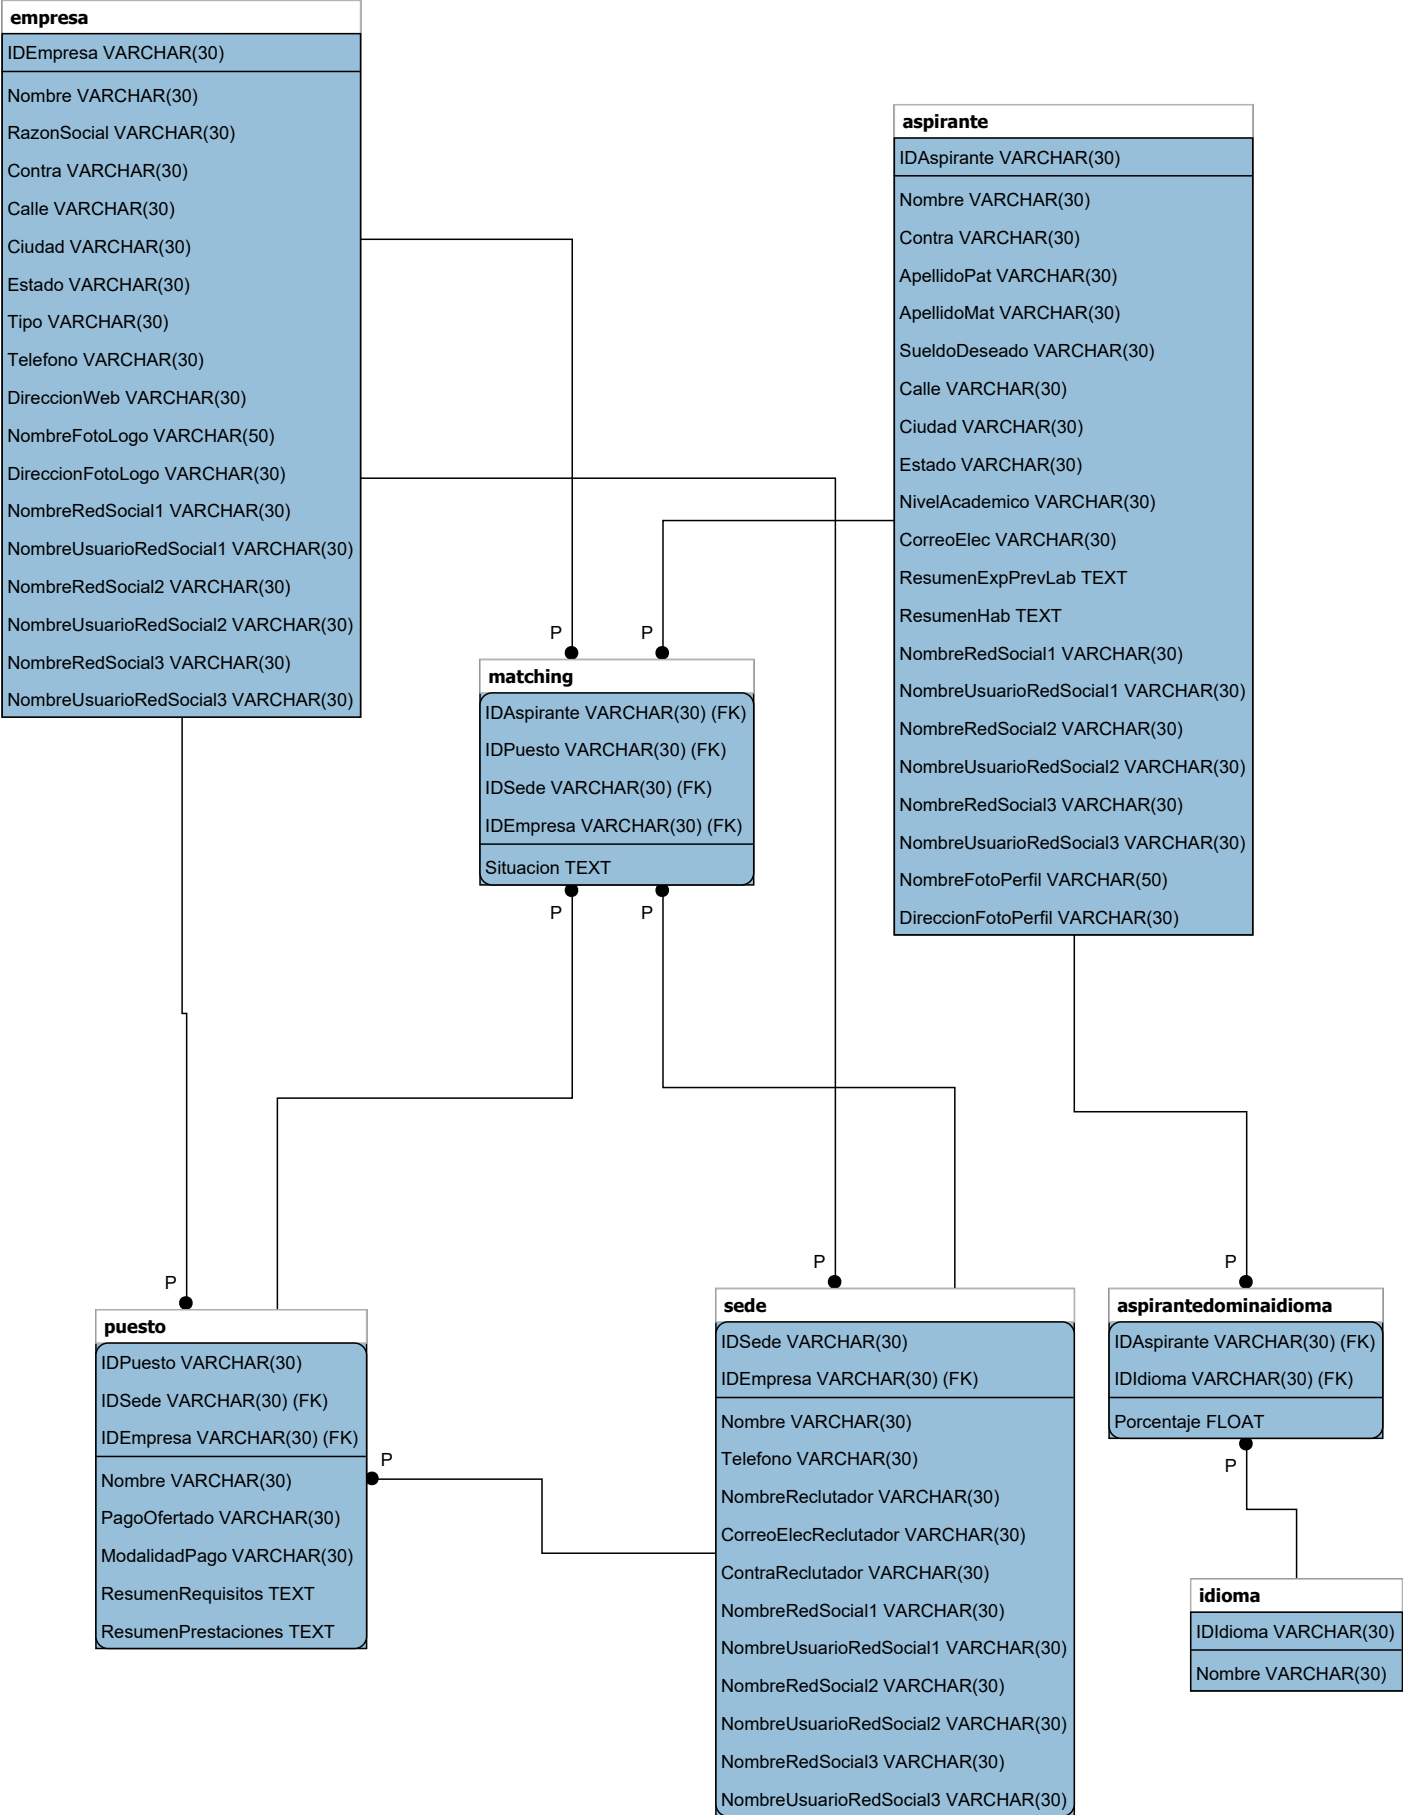 empresa
IDEmpresa VARCHAR(30)
Nombre VARCHAR(30)
RazonSocial VARCHAR(30)
Contra VARCHAR(30)
Calle VARCHAR(30)
Ciudad VARCHAR(30)
Estado VARCHAR(30)
Tipo VARCHAR(30)
Telefono VARCHAR(30)
DireccionWeb VARCHAR(30)
NombreFotoLogo VARCHAR(50)
DireccionFotoLogo VARCHAR(30)
NombreRedSocial1 VARCHAR(30)
NombreUsuarioRedSocial1 VARCHAR(30)
NombreRedSocial2 VARCHAR(30)
NombreUsuarioRedSocial2 VARCHAR(30)
NombreRedSocial3 VARCHAR(30)
NombreUsuarioRedSocial3 VARCHAR(30)
aspirante
IDAspirante VARCHAR(30)
Nombre VARCHAR(30)
Contra VARCHAR(30)
ApellidoPat VARCHAR(30)
ApellidoMat VARCHAR(30)
SueldoDeseado VARCHAR(30)
Calle VARCHAR(30)
Ciudad VARCHAR(30)
Estado VARCHAR(30)
NivelAcademico VARCHAR(30)
CorreoElec VARCHAR(30)
ResumenExpPrevLab TEXT
ResumenHab TEXT
NombreRedSocial1 VARCHAR(30)
NombreUsuarioRedSocial1 VARCHAR(30)
NombreRedSocial2 VARCHAR(30)
NombreUsuarioRedSocial2 VARCHAR(30)
NombreRedSocial3 VARCHAR(30)
NombreUsuarioRedSocial3 VARCHAR(30)
NombreFotoPerfil VARCHAR(50)
DireccionFotoPerfil VARCHAR(30)
P
P
matching
IDAspirante VARCHAR(30) (FK)
IDPuesto VARCHAR(30) (FK)
IDSede VARCHAR(30) (FK)
IDEmpresa VARCHAR(30) (FK)
Situacion TEXT
P
P
P
puesto
IDPuesto VARCHAR(30)
IDSede VARCHAR(30) (FK)
IDEmpresa VARCHAR(30) (FK)
Nombre VARCHAR(30)
PagoOfertado VARCHAR(30)
ModalidadPago VARCHAR(30)
ResumenRequisitos TEXT
ResumenPrestaciones TEXT
P
P
sede
IDSede VARCHAR(30)
IDEmpresa VARCHAR(30) (FK)
Nombre VARCHAR(30)
Telefono VARCHAR(30)
NombreReclutador VARCHAR(30)
CorreoElecReclutador VARCHAR(30)
ContraReclutador VARCHAR(30)
NombreRedSocial1 VARCHAR(30)
NombreUsuarioRedSocial1 VARCHAR(30)
NombreRedSocial2 VARCHAR(30)
NombreUsuarioRedSocial2 VARCHAR(30)
NombreRedSocial3 VARCHAR(30)
NombreUsuarioRedSocial3 VARCHAR(30)
P
aspirantedominaidioma
IDAspirante VARCHAR(30) (FK)
IDIdioma VARCHAR(30) (FK)
Porcentaje FLOAT
P
idioma
IDIdioma VARCHAR(30)
Nombre VARCHAR(30)